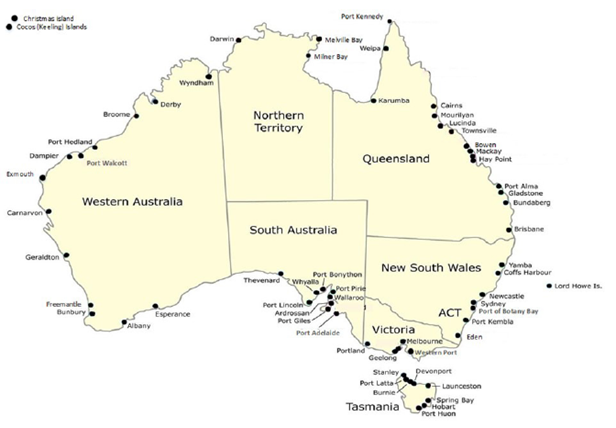 Christmas Island
Cocos (Keeling) Islands
Port Kennedy
Darwin
Melville Bay
Weipa
Milner Bay
Wyndham
Karumba
Derby
Cairns
Broome
Mourilyan
Northern
Territory
Lucinda
Townsville
Port Hedland
Bowen
Dampier
Mackay
Port Walcott
Queensland
Hay Point
Exmouth
Port Alma
Gladstone
Western Australia
Bundaberg
Carnarvon
South Australia
Brisbane
Geraldton
New South Wales
Yamba
Coffs Harbour
Port Bonython
Thevenard
Whyalla
Port Pirie
Lord Howe Is.
Newcastle
Wallaroo
Fremantle
Port Lincoln
Sydney
Bunbury
Esperance
Ardrossan
ACT
Port of Botany Bay
Port Giles
Port Kembla
Albany
Port Adelaide
Victoria
Eden
Melbourne
Portland
Western Port
Geelong
Stanley
Devonport
Port Latta
Launceston
Burnie
Spring Bay
Tasmania
Hobart
Port Huon